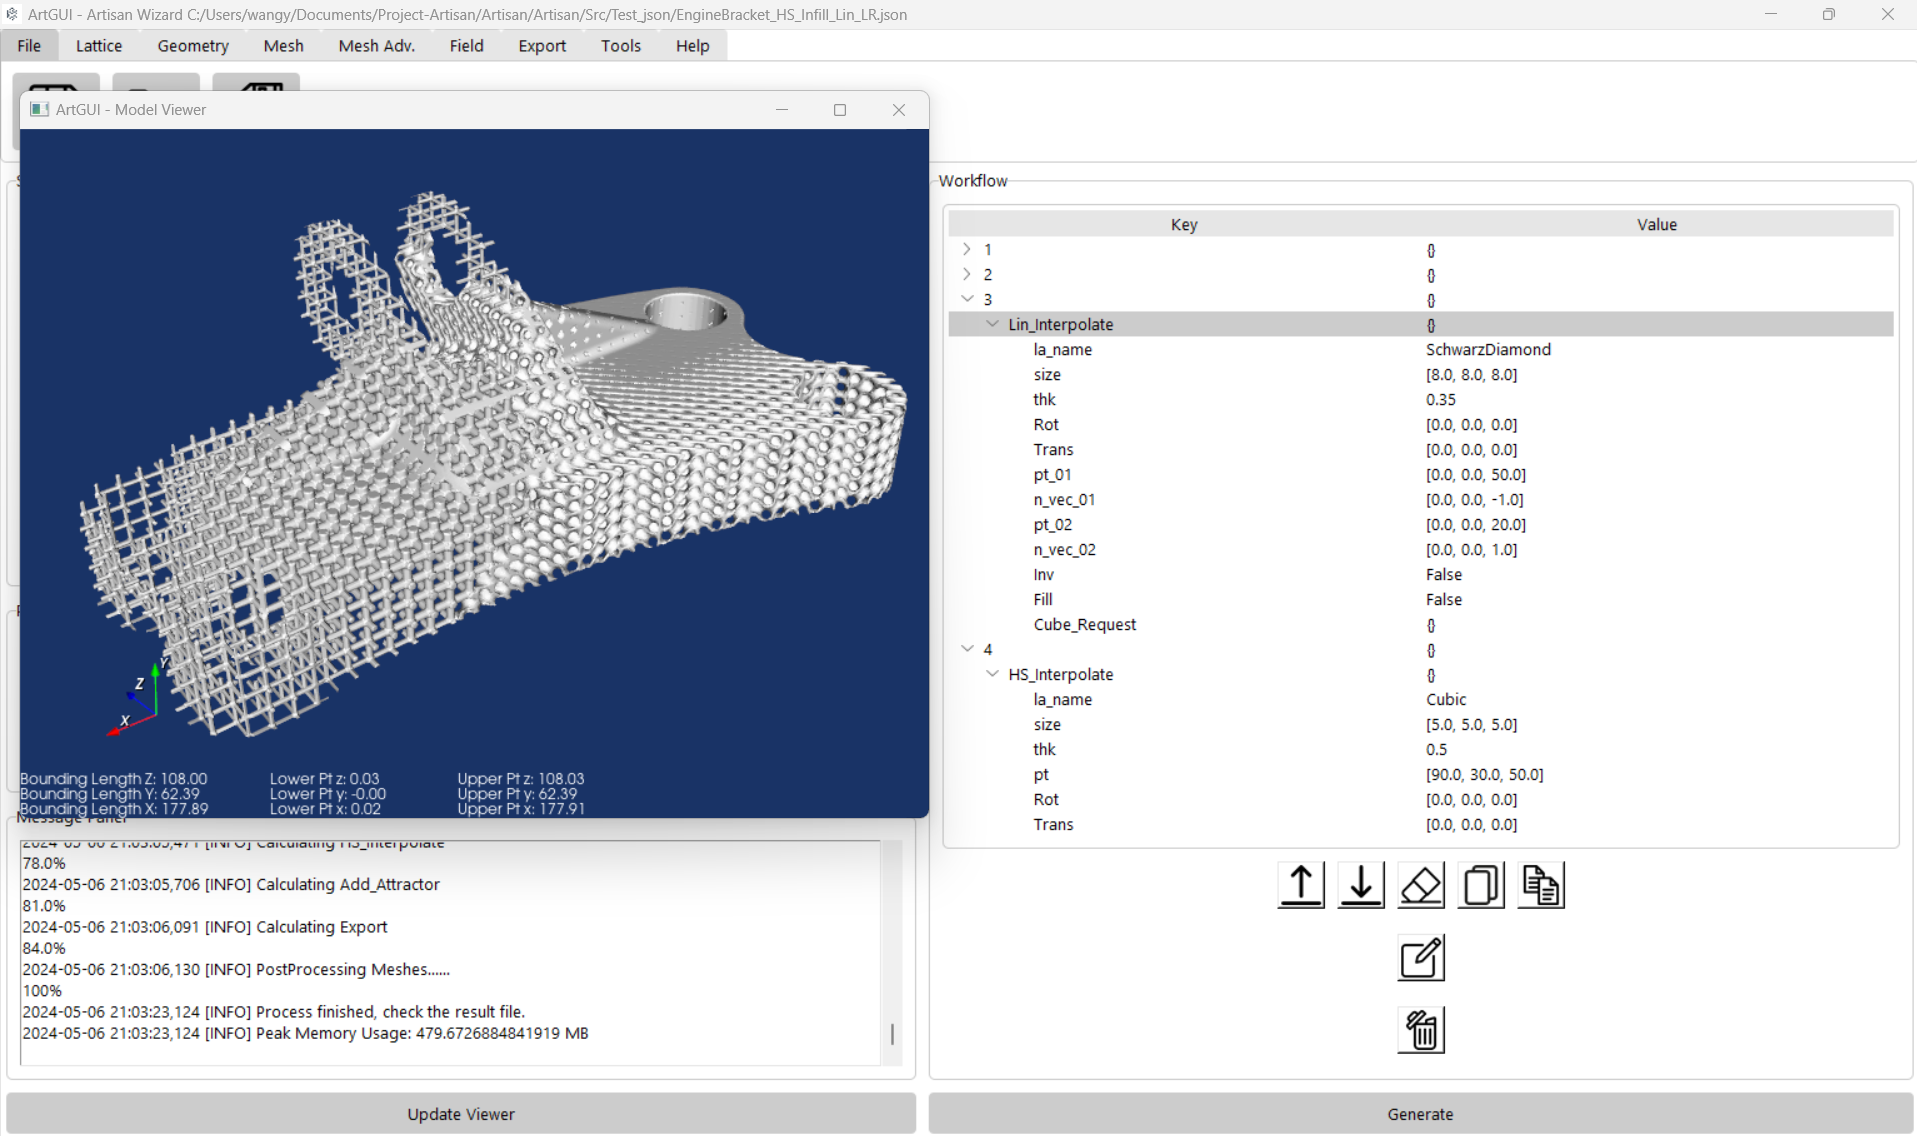 ArtGUI - Artisan Wizard C:/Users/wangy/Documents/Project-Artisan/Artisan/Artisan/Src/Test_json/EngineBracket_HS_Infill_Lin_LR.json
File Lattice Geometry Mesh Mesh Adv. Field Export Tools Help
ArtGUI - Model Viewer
Y
Z
X
Bounding Length Z: 108.00 Lower Pt z: 0.03 Upper Pt z: 108.03
Bounding Length Y: 62.39 Lower Pt y: -0.00 Upper Pt y: 62.39
Bounding Length X: 177.89 Lower Pt x: 0.02 Upper Pt x: 177.91
Message Panel
2024-05-06 21:03:05,471 [INFO] Calculating HS_Interpolate
78.0%
2024-05-06 21:03:05,706 [INFO] Calculating Add_Attractor
81.0%
2024-05-06 21:03:06,091 [INFO] Calculating Export
84.0%
2024-05-06 21:03:06,130 [INFO] PostProcessing Meshes......
100%
2024-05-06 21:03:23,124 [INFO] Process finished, check the result file.
2024-05-06 21:03:23,124 [INFO] Peak Memory Usage: 479.6726884841919 MB
Update Viewer
Workflow
Key Value
1 {}
2 {}
3 {}
Lin_Interpolate {}
la_name SchwarzDiamond
size [8.0, 8.0, 8.0]
thk 0.35
Rot [0.0, 0.0, 0.0]
Trans [0.0, 0.0, 0.0]
pt_01 [0.0, 0.0, 50.0]
n_vec_01 [0.0, 0.0, -1.0]
pt_02 [0.0, 0.0, 20.0]
n_vec_02 [0.0, 0.0, 1.0]
Inv False
Fill False
Cube_Request {}
4 {}
HS_Interpolate {}
la_name Cubic
size [5.0, 5.0, 5.0]
thk 0.5
pt [90.0, 30.0, 50.0]
Rot [0.0, 0.0, 0.0]
Trans [0.0, 0.0, 0.0]
Generate